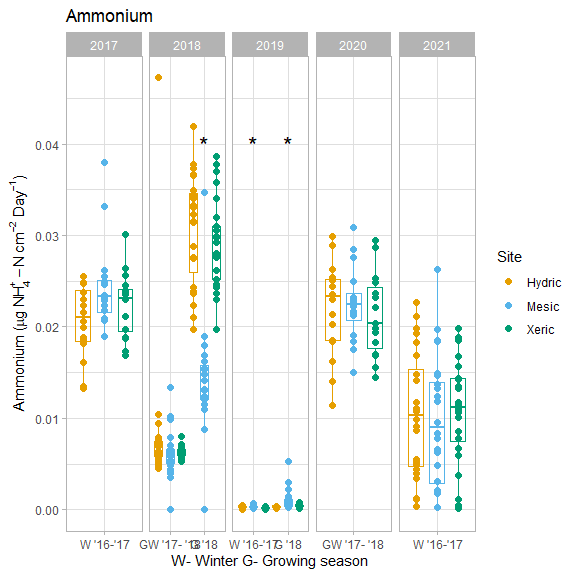 Ammonium
2017 2018 2019 2020 2021
Ammonium (µg NH₄⁺ – N cm⁻² Day⁻¹)
0.04
0.03
0.02
0.01
0.00
* * *
W '16-'17 GW '17- '18 '18 W '16-'17 G '18 GW '17- '18 W '16-'17
W- Winter G- Growing season
Site
Hydric
Mesic
Xeric